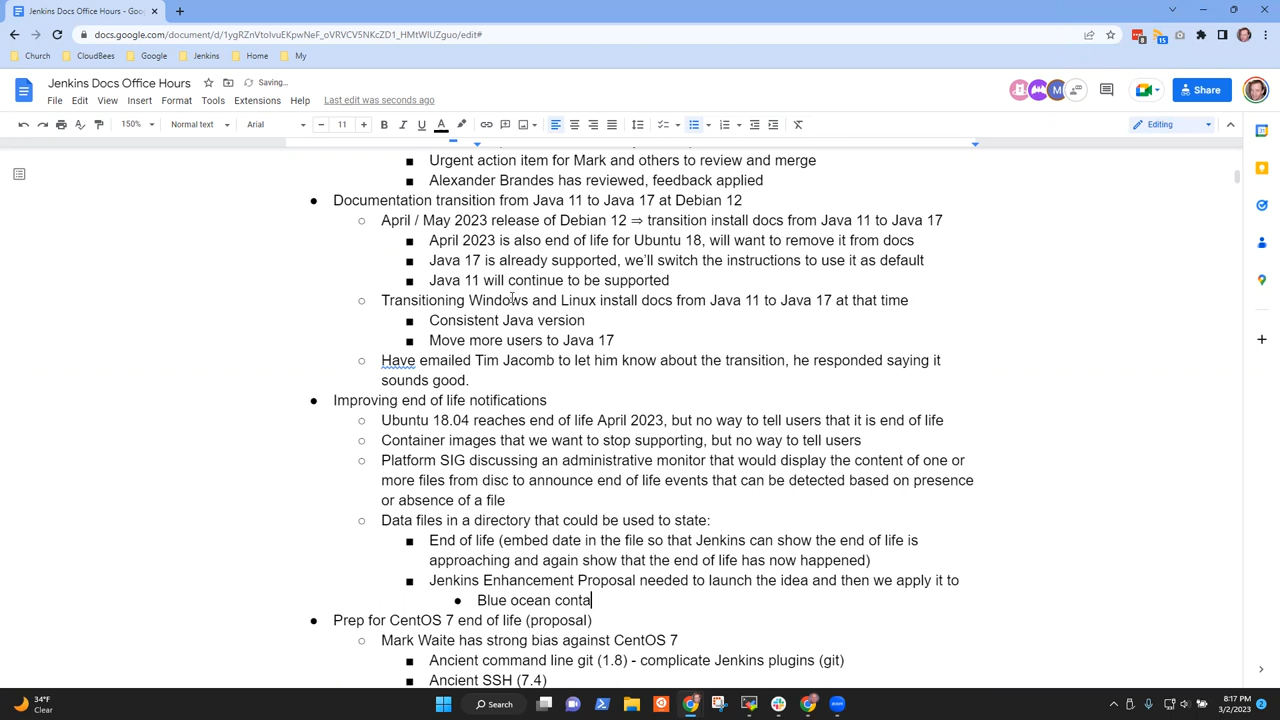 Jenkins Docs Office Hours - Goo
docs.google.com/document/d/1ygRZnVtoIvuEKpwNeF_oVRVCV5NKcZD1_HMtWIUZguo/edit#
Church CloudBees Google Jenkins Home My
Jenkins Docs Office Hours Saving...
File Edit View Insert Format Tools Extensions Help Last edit was seconds ago
Share
150% Normal text Arial 11 Editing
Urgent action item for Mark and others to review and merge
Alexander Brandes has reviewed, feedback applied
Documentation transition from Java 11 to Java 17 at Debian 12
April / May 2023 release of Debian 12 ⇒ transition install docs from Java 11 to Java 17
April 2023 is also end of life for Ubuntu 18, will want to remove it from docs
Java 17 is already supported, we'll switch the instructions to use it as default
Java 11 will continue to be supported
Transitioning Windows and Linux install docs from Java 11 to Java 17 at that time
Consistent Java version
Move more users to Java 17
Have emailed Tim Jacomb to let him know about the transition, he responded saying it
sounds good.
Improving end of life notifications
Ubuntu 18.04 reaches end of life April 2023, but no way to tell users that it is end of life
Container images that we want to stop supporting, but no way to tell users
Platform SIG discussing an administrative monitor that would display the content of one or
more files from disc to announce end of life events that can be detected based on presence
or absence of a file
Data files in a directory that could be used to state:
End of life (embed date in the file so that Jenkins can show the end of life is
approaching and again show that the end of life has now happened)
Jenkins Enhancement Proposal needed to launch the idea and then we apply it to
Blue ocean conta
Prep for CentOS 7 end of life (proposal)
Mark Waite has strong bias against CentOS 7
Ancient command line git (1.8) - complicate Jenkins plugins (git)
Ancient SSH (7.4)
34°F
Clear
Search
8:17 PM
3/2/2023